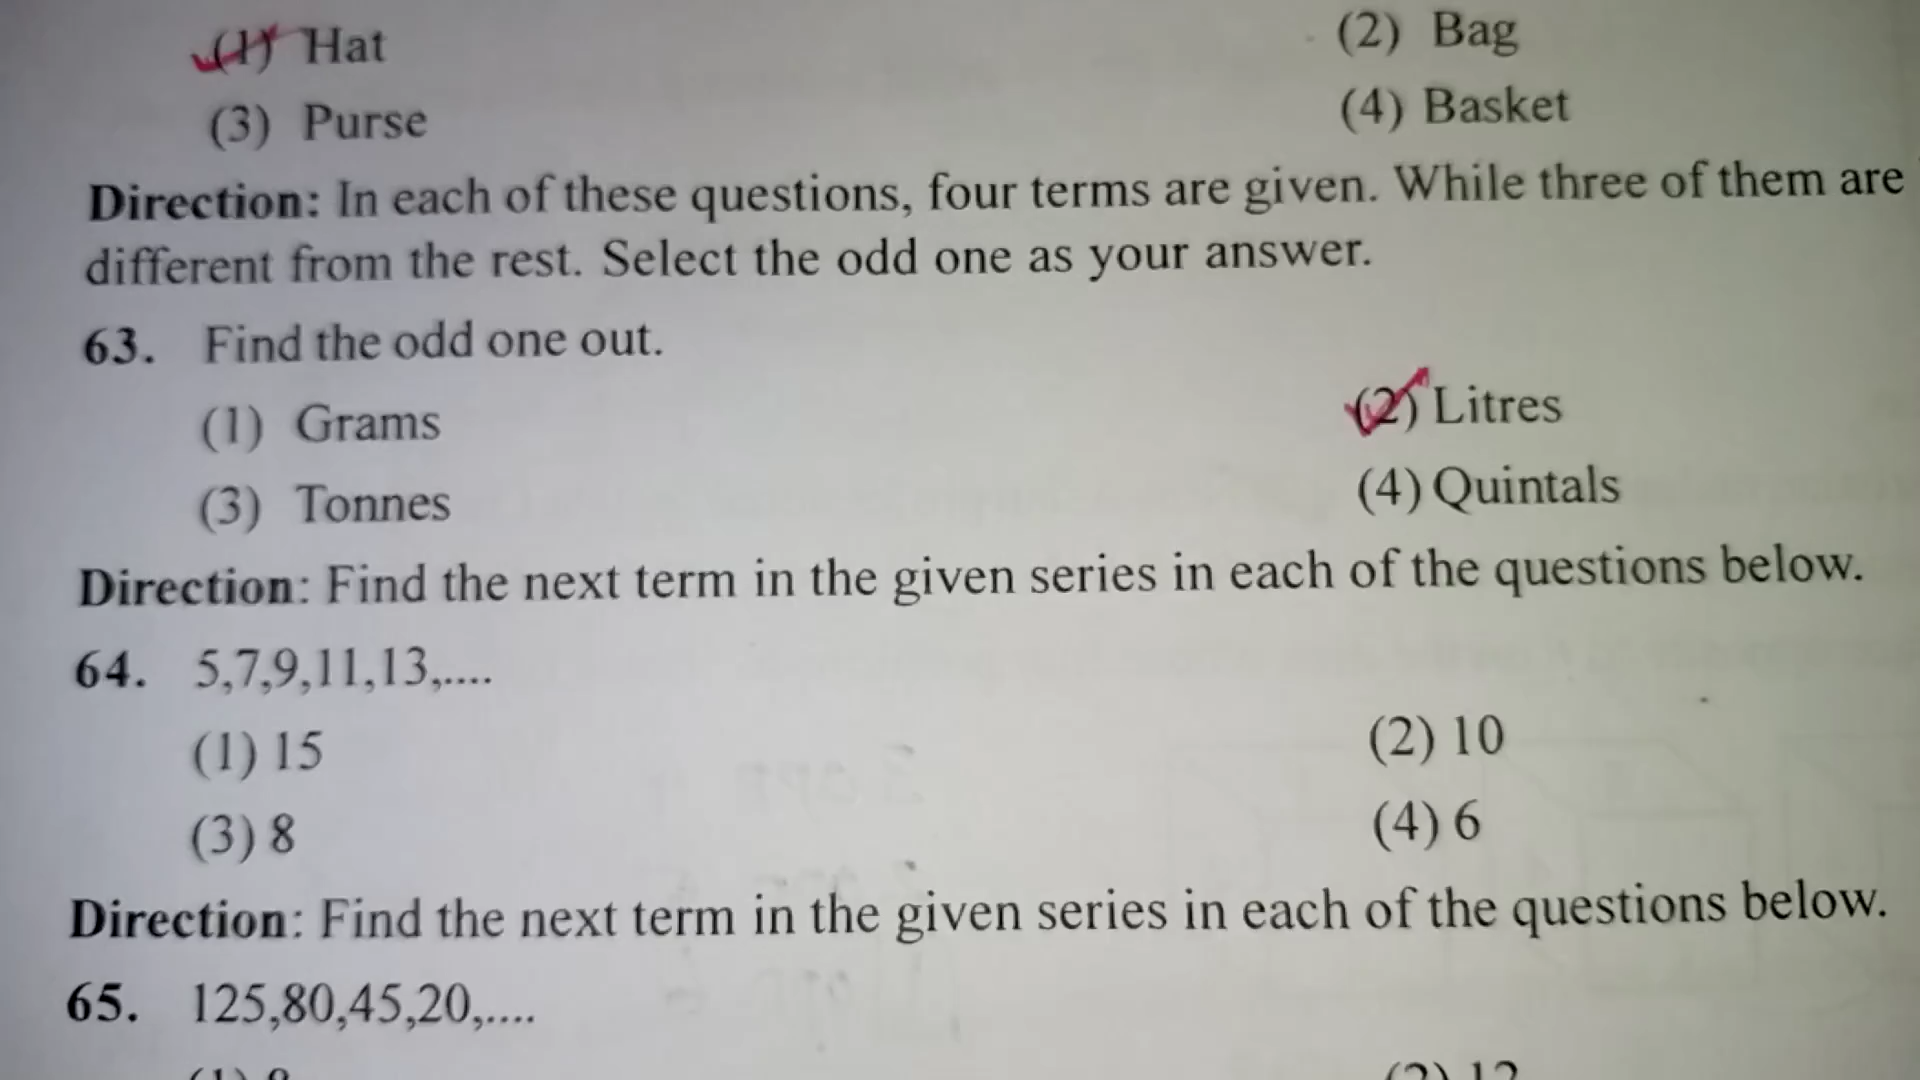 (1) Hat (2) Bag
(3) Purse (4) Basket
Direction: In each of these questions, four terms are given. While three of them are
different from the rest. Select the odd one as your answer.
63. Find the odd one out.
(1) Grams (2) Litres
(3) Tonnes (4) Quintals
Direction: Find the next term in the given series in each of the questions below.
64. 5,7,9,11,13,....
(1) 15 (2) 10
(3) 8 (4) 6
Direction: Find the next term in the given series in each of the questions below.
65. 125,80,45,20,....
(2) 12